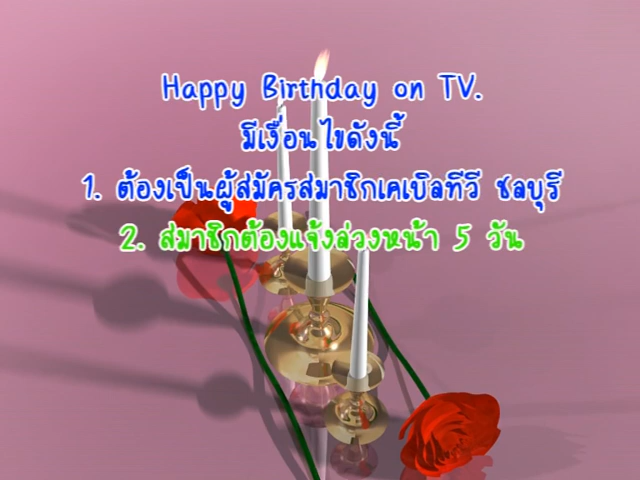 Happy Birthday on TV.
มีเงื่อนไขดังนี้
1. ต้องเป็นผู้สมัครสมาชิกเคเบิลทีวี ชลบุรี
2. สมาชิกต้องแจ้งล่วงหน้า 5 วัน